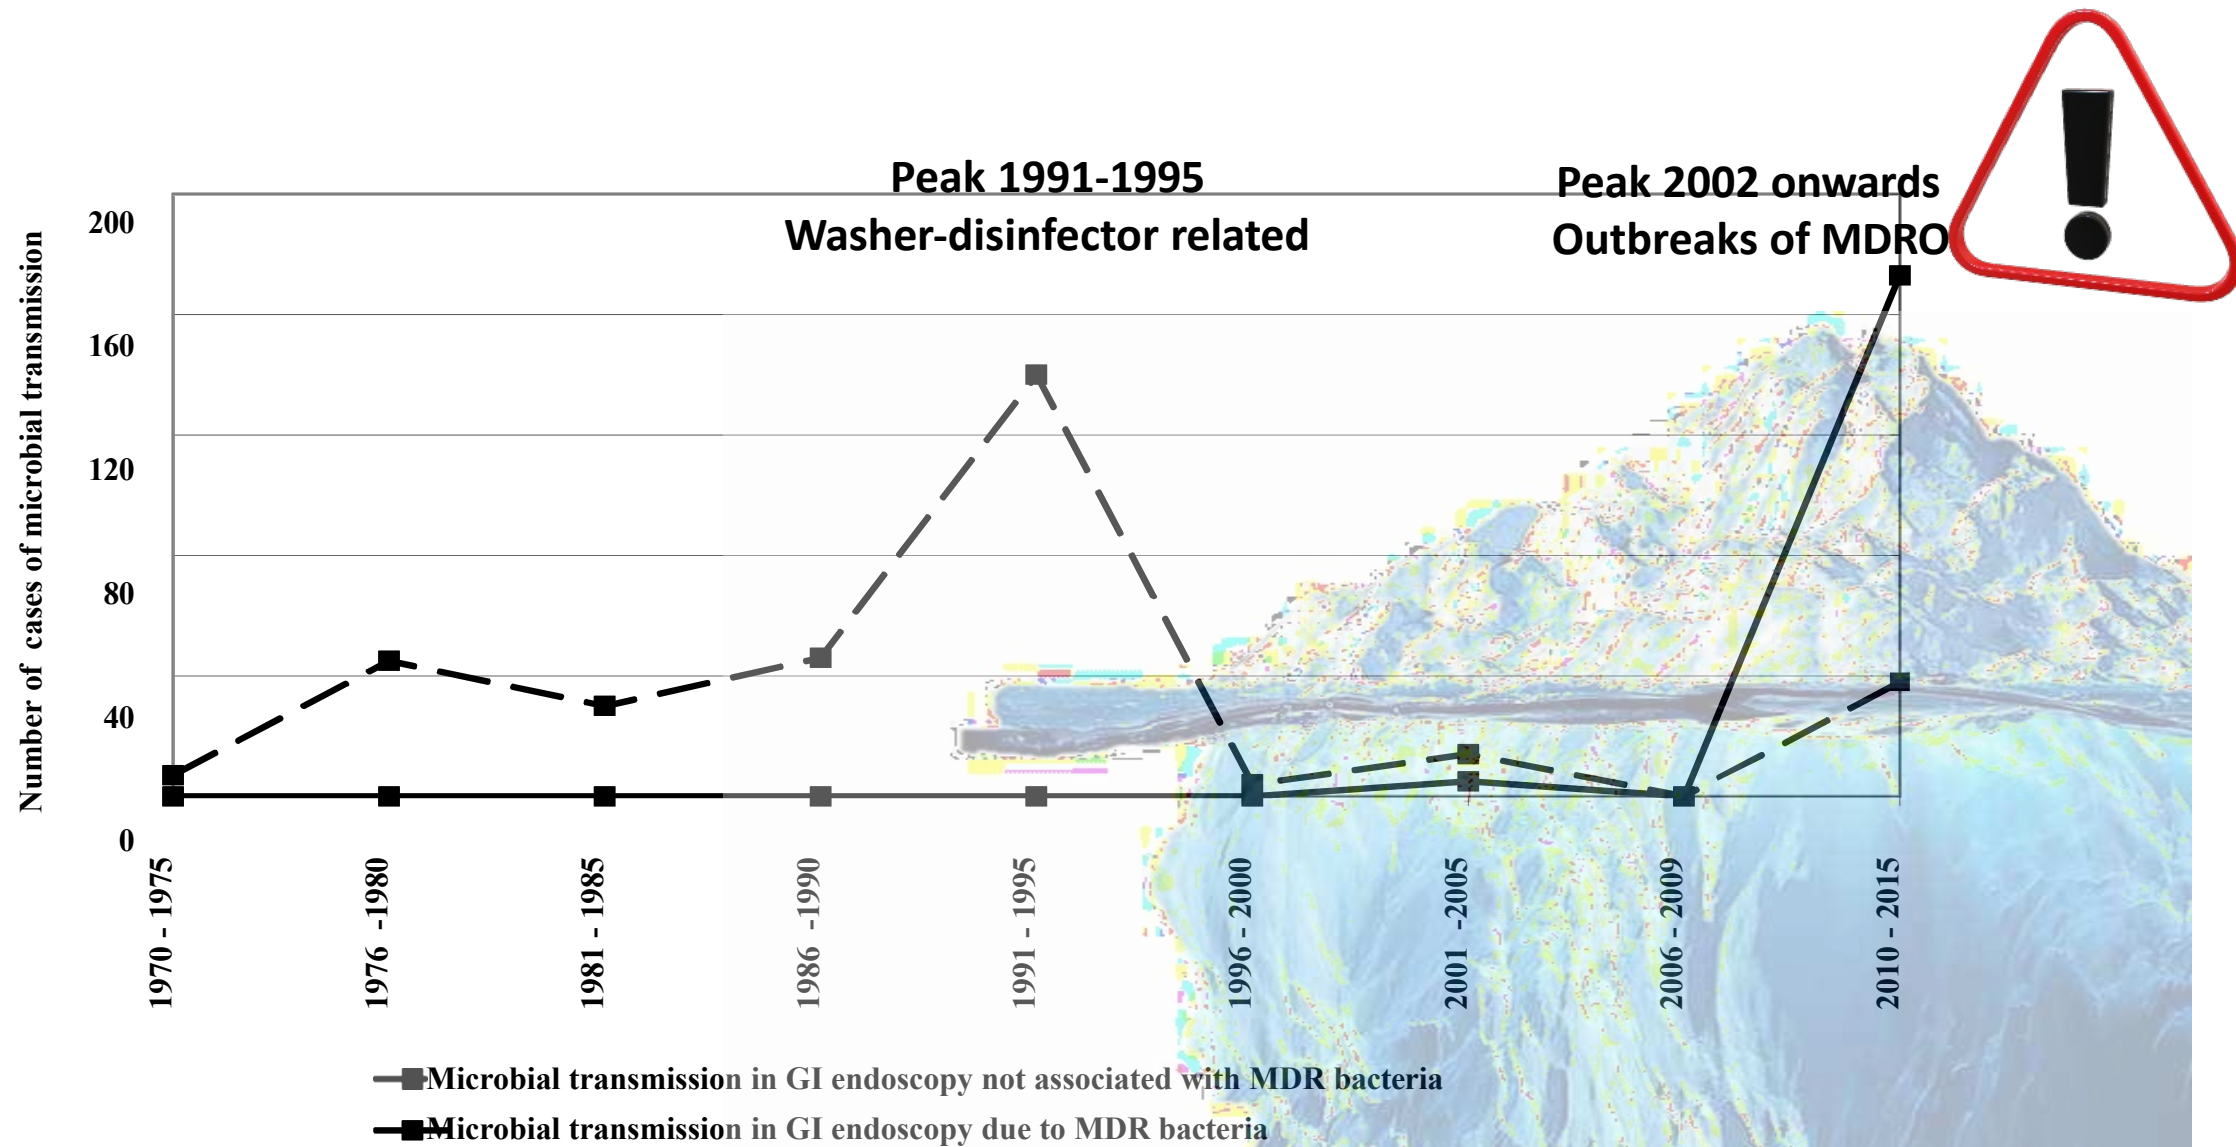 Peak 1991-1995
Washer-disinfector related
Peak 2002 onwards
Outbreaks of MDRO
Number of cases of microbial transmission
200
160
120
80
40
0
1970 - 1975
1976 -1980
1981 - 1985
1986 -1990
1991 - 1995
1996 - 2000
2001 -2005
2006 - 2009
2010 - 2015
Microbial transmission in GI endoscopy not associated with MDR bacteria
Microbial transmission in GI endoscopy due to MDR bacteria